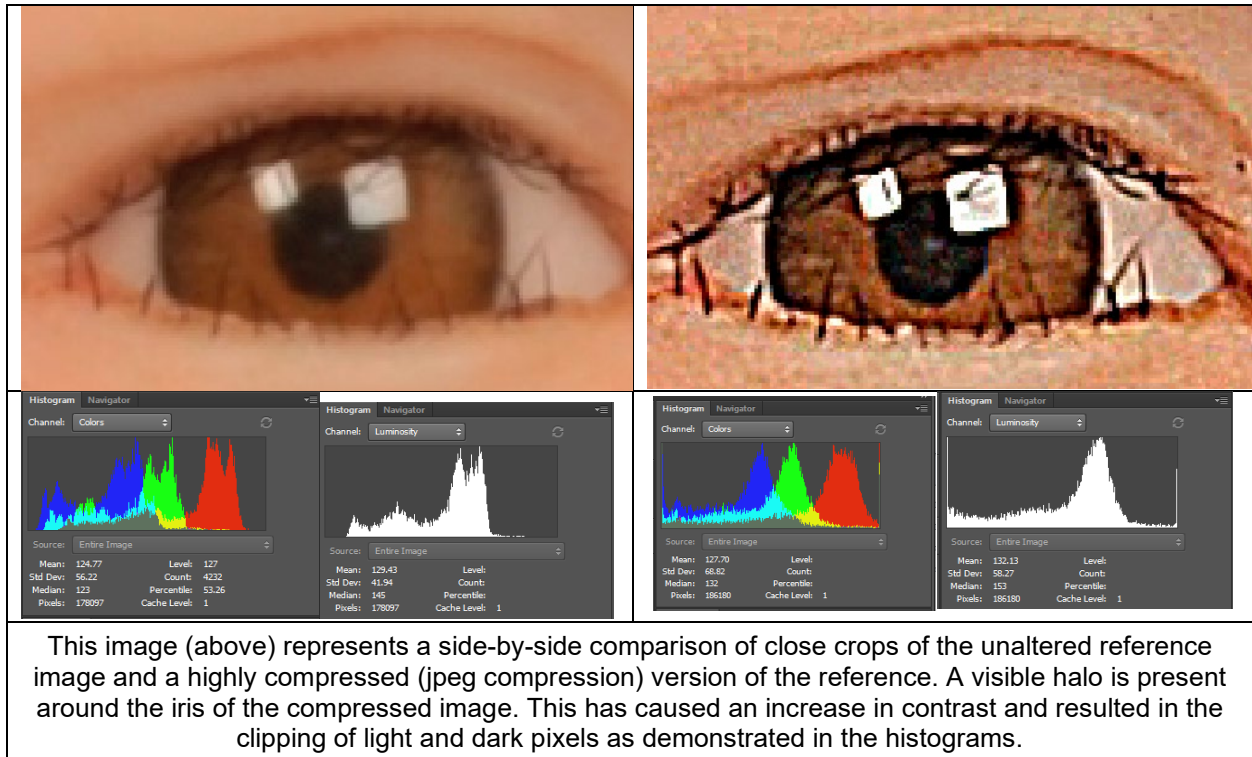 Histogram Navigator
Channel: Colors
Source: Entire Image
Mean: 124.77 Level: 127
Std Dev: 56.22 Count: 4232
Median: 123 Percentile: 53.26
Pixels: 178097 Cache Level: 1
Histogram Navigator
Channel: Luminosity
Source: Entire Image
Mean: 129.43 Level:
Std Dev: 41.94 Count:
Median: 145 Percentile:
Pixels: 178097 Cache Level: 1
Histogram Navigator
Channel: Colors
Source: Entire Image
Mean: 127.70 Level:
Std Dev: 68.82 Count:
Median: 132 Percentile:
Pixels: 186180 Cache Level: 1
Histogram Navigator
Channel: Luminosity
Source: Entire Image
Mean: 132.13 Level:
Std Dev: 58.27 Count:
Median: 153 Percentile:
Pixels: 186180 Cache Level: 1
This image (above) represents a side-by-side comparison of close crops of the unaltered reference
image and a highly compressed (jpeg compression) version of the reference. A visible halo is present
around the iris of the compressed image. This has caused an increase in contrast and resulted in the
clipping of light and dark pixels as demonstrated in the histograms.